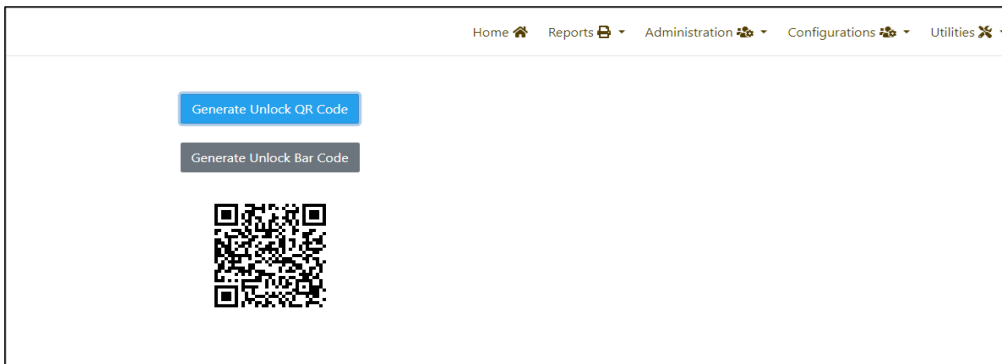 Home Reports Administration Configurations Utilities
Generate Unlock QR Code
Generate Unlock Bar Code